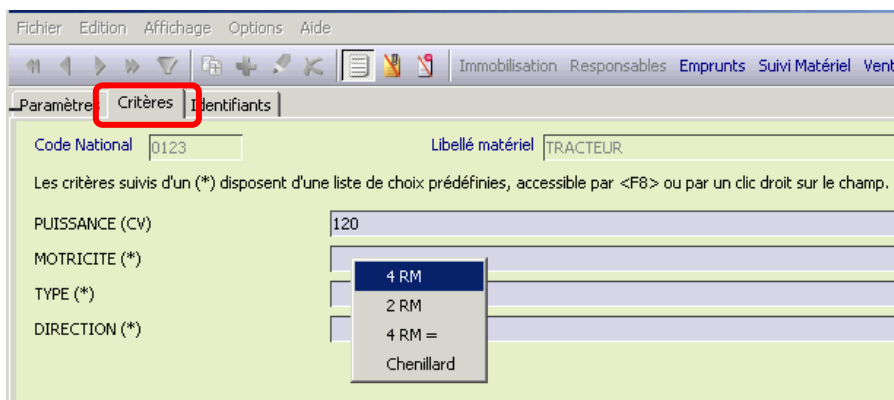 Fichier Edition Affichage Options Aide
Immobilisation Responsables Emprunts Suivi Matériel Vent
Paramètres Critères Identifiants
Code National 0123 Libellé matériel TRACTEUR
Les critères suivis d'un (*) disposent d'une liste de choix prédéfinies, accessible par <F8> ou par un clic droit sur le champ.
PUISSANCE (CV) 120
MOTRICITE (*)
4 RM
TYPE (*)
2 RM
DIRECTION (*)
4 RM =
Chenillard